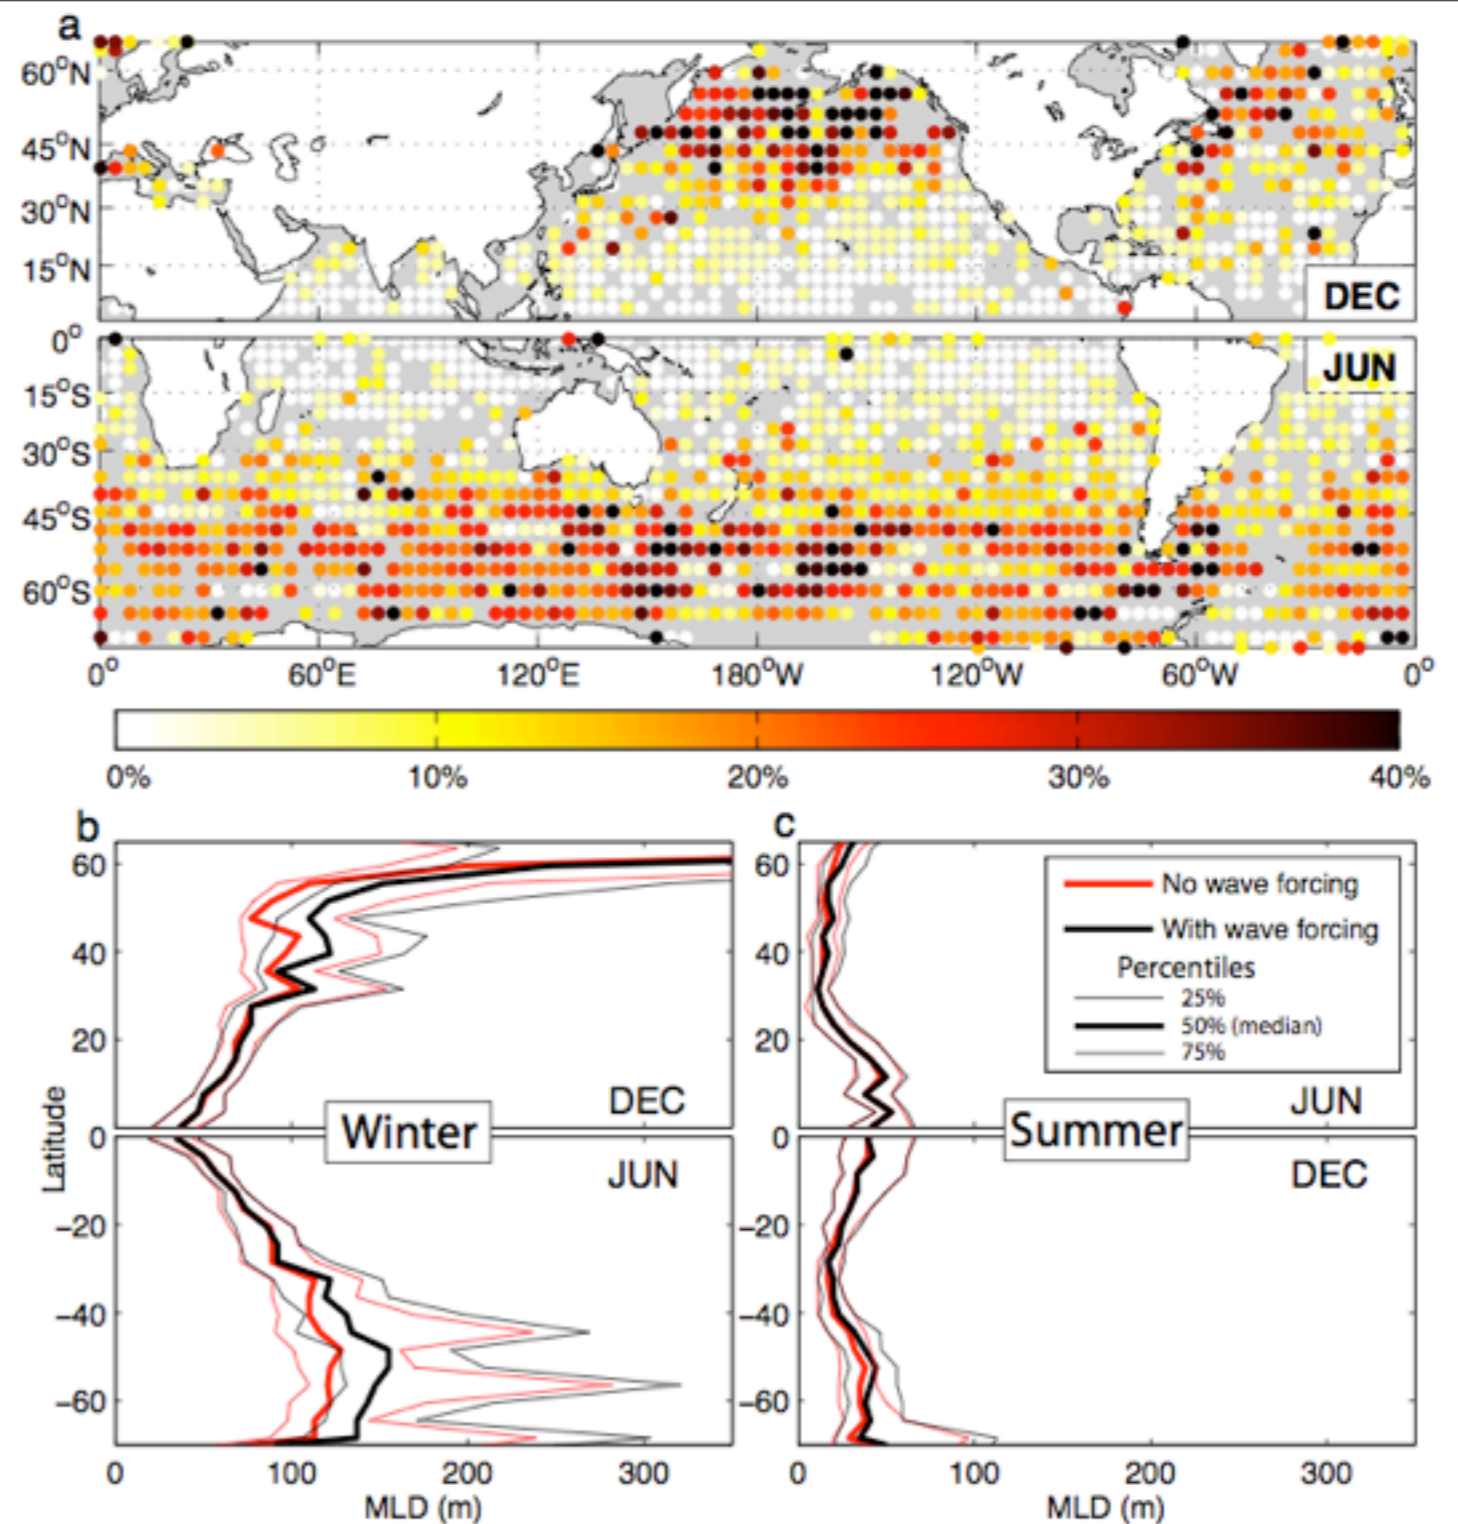 a
60°N
45°N
30°N
15°N
DEC
0°
15°S
30°S
45°S
60°S
JUN
0° 60°E 120°E 180°W 120°W 60°W 0°
0% 10% 20% 30% 40%
b
60
40
20
0
−20
−40
−60
Latitude
DEC
Winter
JUN
0 100 200 300
MLD (m)
c
60
40
20
0
−20
−40
−60
No wave forcing
With wave forcing
Percentiles
25%
50% (median)
75%
JUN
Summer
DEC
0 100 200 300
MLD (m)